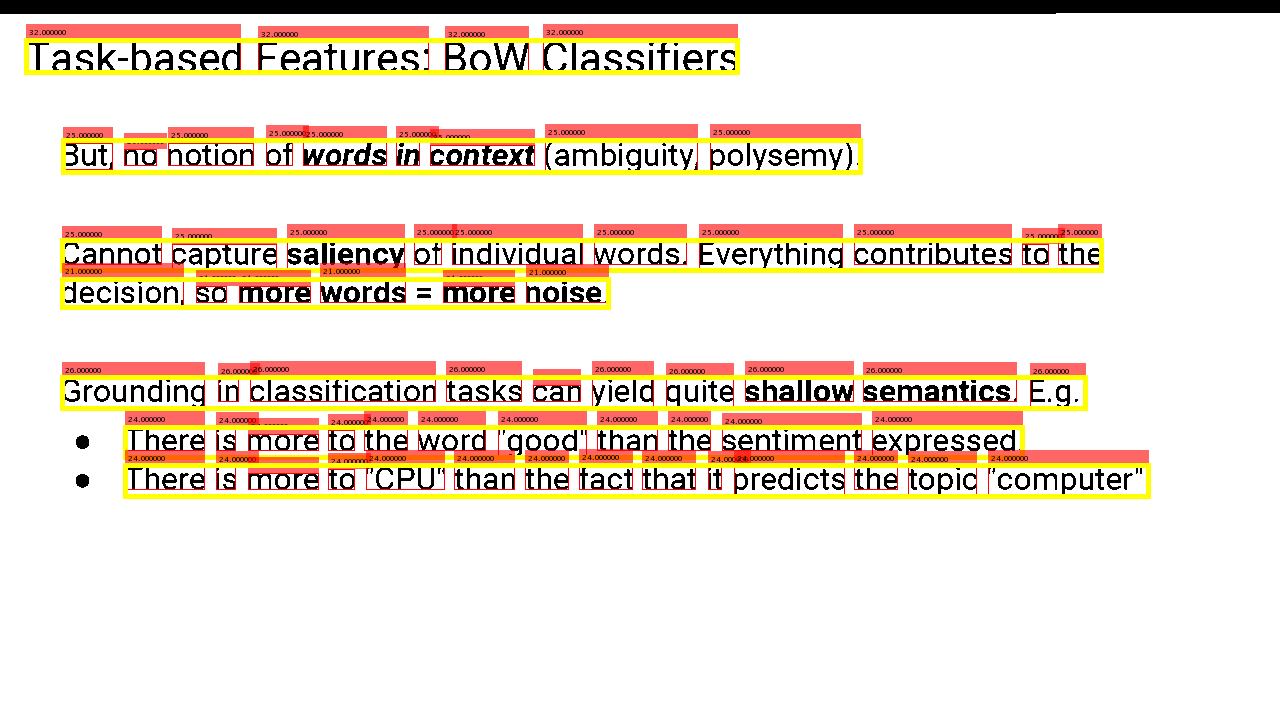 Task-based Features: BoW Classifiers
But, no notion of words in context (ambiguity, polysemy).
Cannot capture saliency of individual words. Everything contributes to the
decision, so more words = more noise.
Grounding in classification tasks can yield quite shallow semantics. E.g.
● There is more to the word "good" than the sentiment expressed.
● There is more to "CPU" than the fact that it predicts the topic "computer"